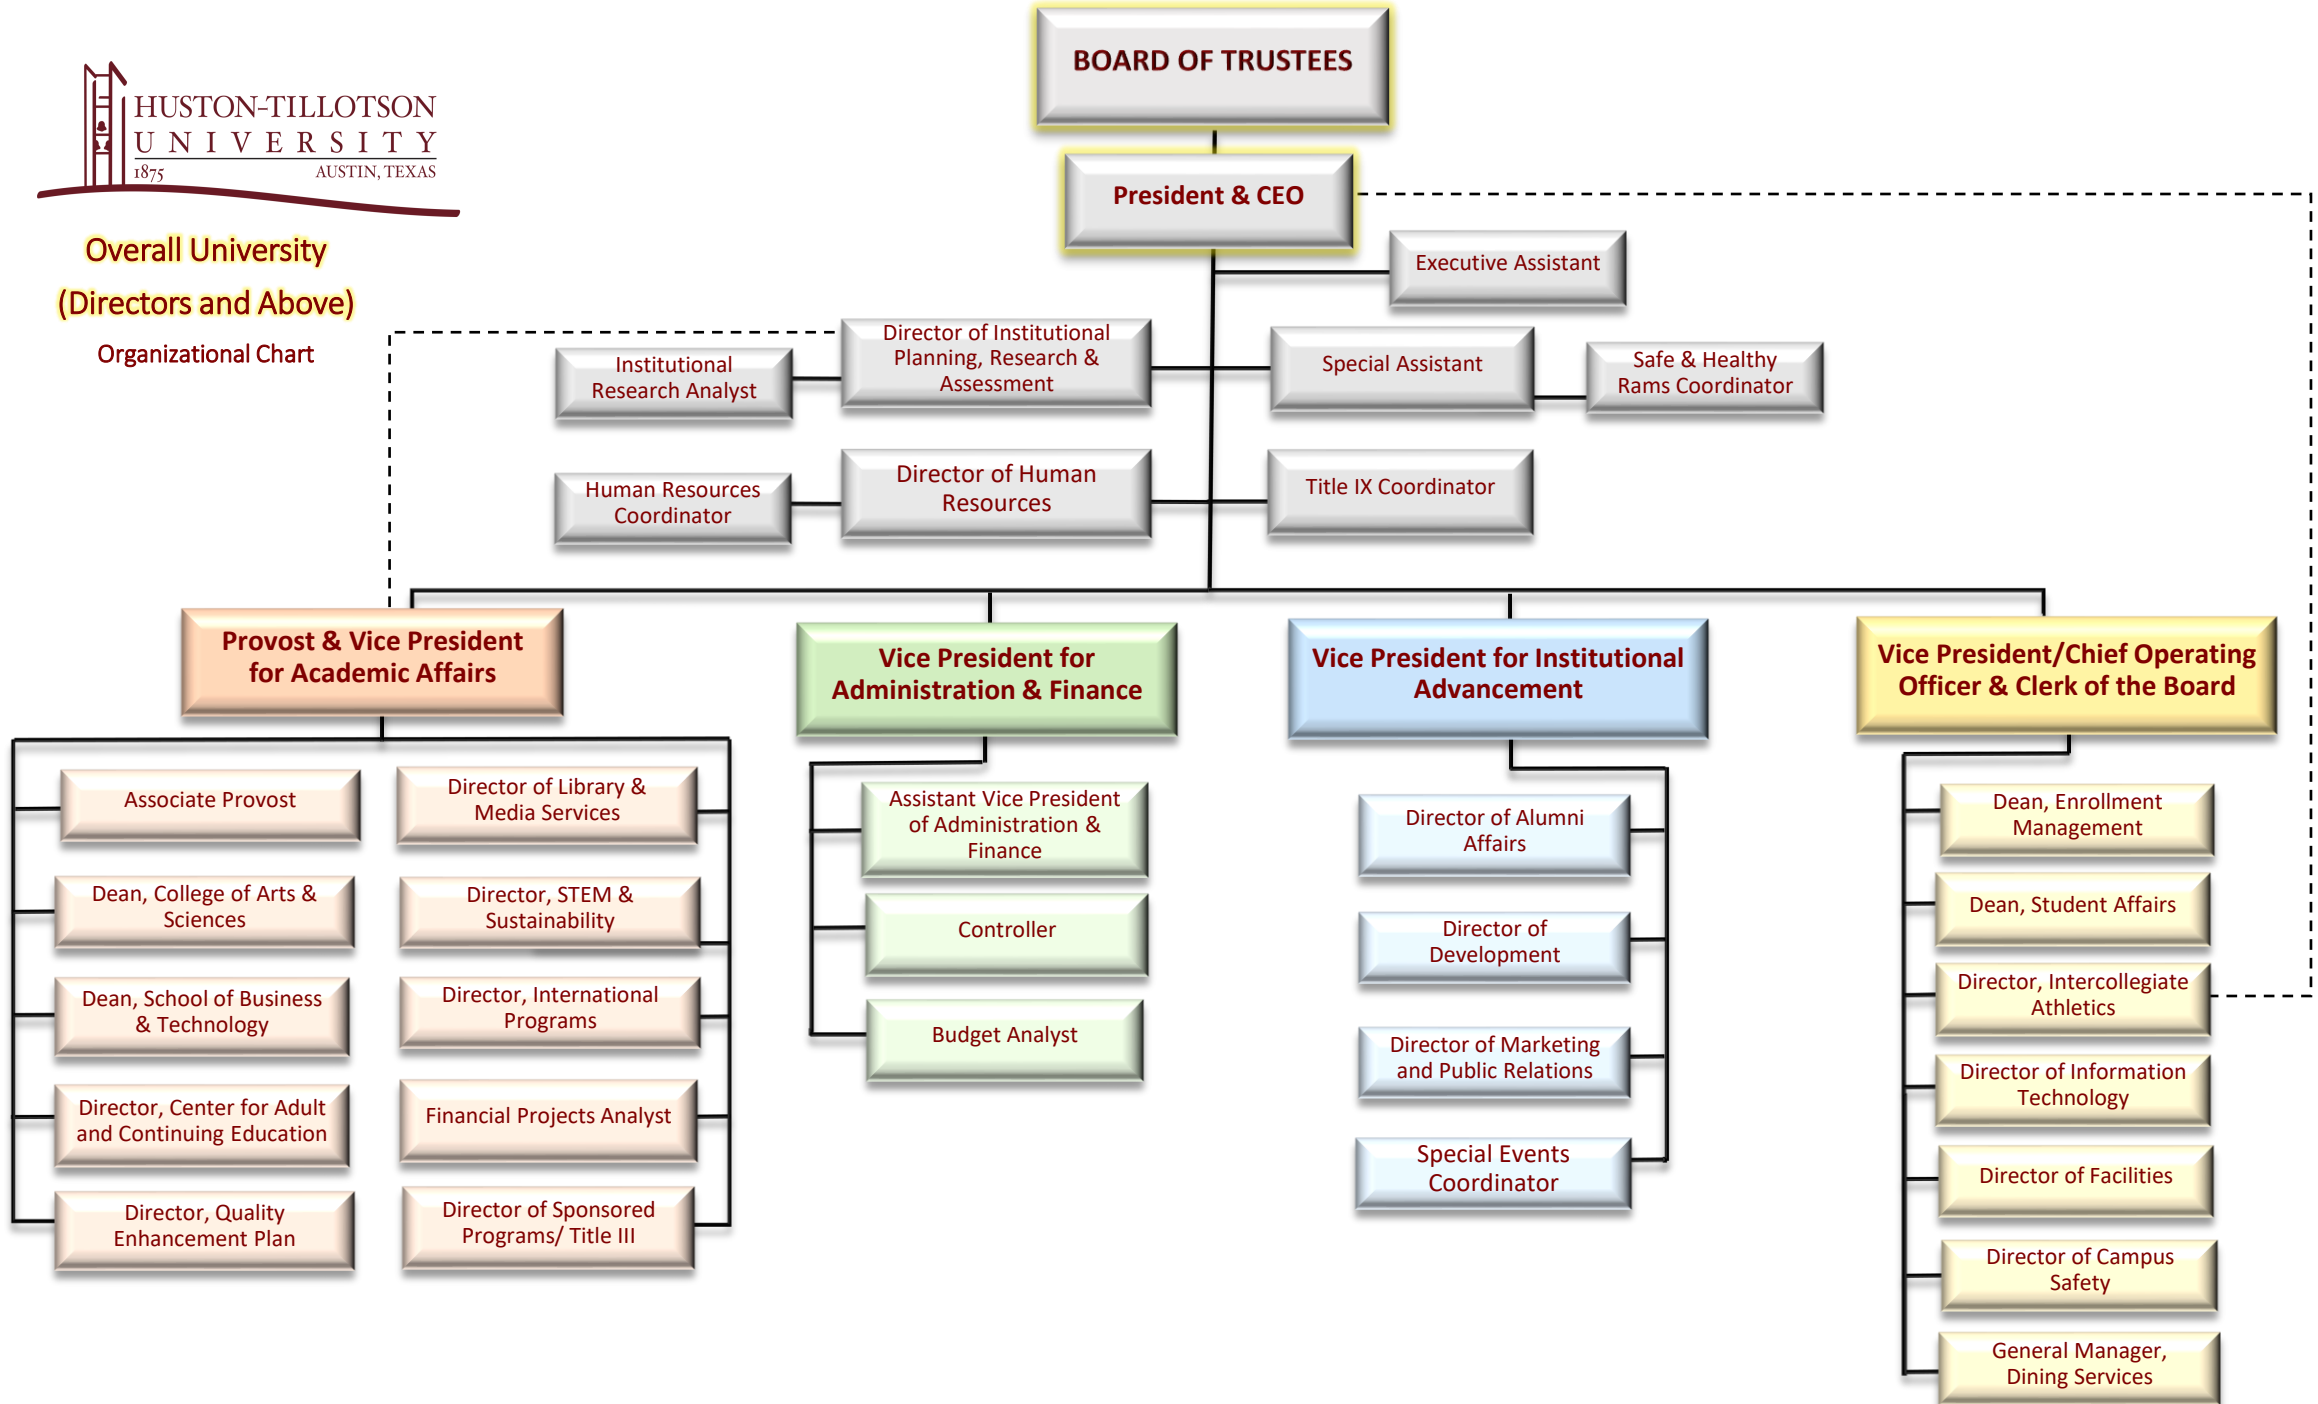 BOARD OF TRUSTEES
HUSTON-TILLOTSON
UNIVERSITY
1875 AUSTIN, TEXAS
President & CEO
Overall University
(Directors and Above)
Organizational Chart
Executive Assistant
Director of Institutional
Planning, Research &
Assessment
Institutional
Research Analyst
Special Assistant
Safe & Healthy
Rams Coordinator
Director of Human
Resources
Human Resources
Coordinator
Title IX Coordinator
Provost & Vice President
for Academic Affairs
Vice President for
Administration & Finance
Vice President for Institutional
Advancement
Vice President/Chief Operating
Officer & Clerk of the Board
Associate Provost
Dean, College of Arts &
Sciences
Dean, School of Business
& Technology
Director, Center for Adult
and Continuing Education
Director, Quality
Enhancement Plan
Director of Library &
Media Services
Director, STEM &
Sustainability
Director, International
Programs
Financial Projects Analyst
Director of Sponsored
Programs/ Title III
Assistant Vice President
of Administration &
Finance
Controller
Budget Analyst
Director of Alumni
Affairs
Director of
Development
Director of Marketing
and Public Relations
Special Events
Coordinator
Dean, Enrollment
Management
Dean, Student Affairs
Director, Intercollegiate
Athletics
Director of Information
Technology
Director of Facilities
Director of Campus
Safety
General Manager,
Dining Services